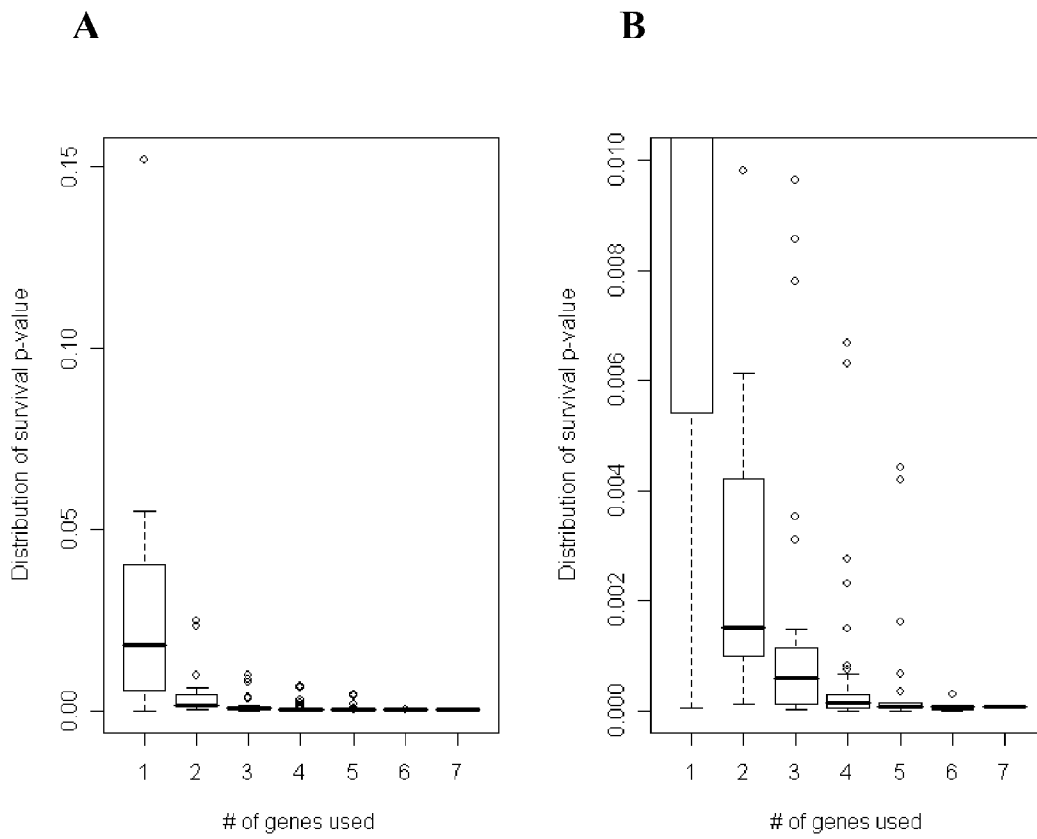 A
B
Distribution of survival p-value
0.15
0.10
0.05
0.00
1 2 3 4 5 6 7
# of genes used
Distribution of survival p-value
0.010
0.008
0.006
0.004
0.002
0.000
1 2 3 4 5 6 7
# of genes used